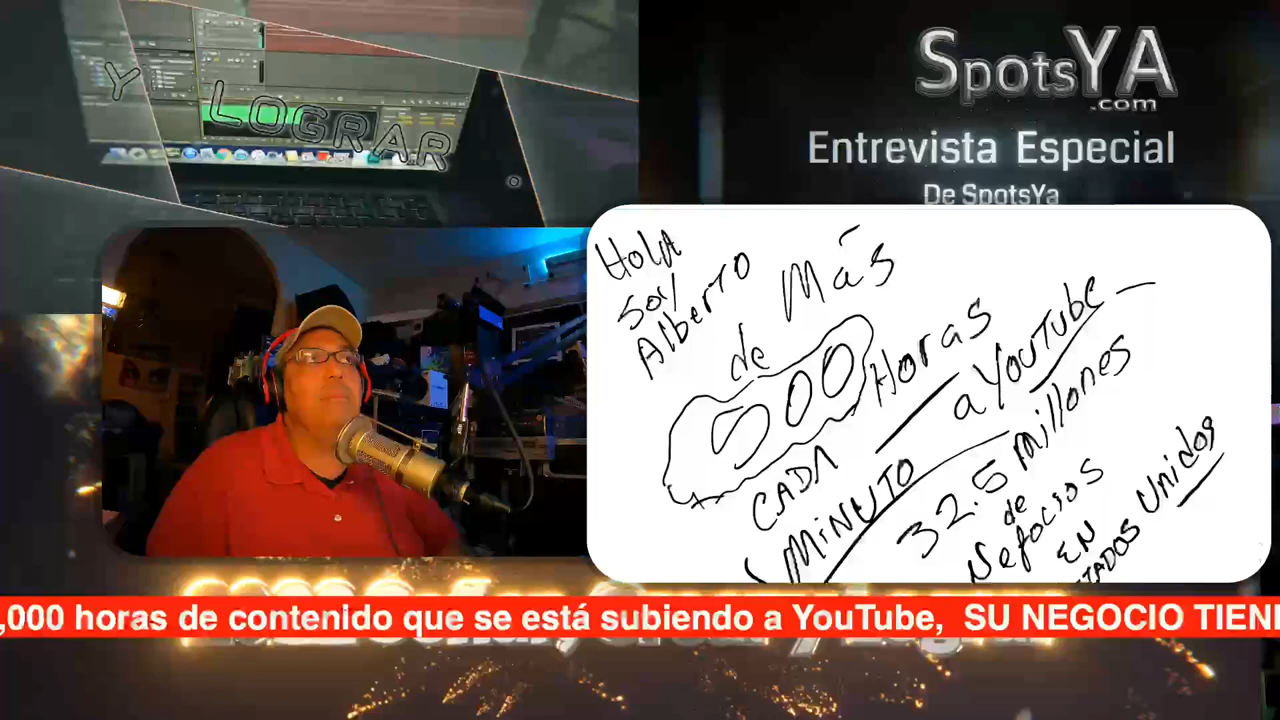 Y LOGRAR
SpotsYA
.com
Entrevista Especial
De SpotsYa
HolA
Soy
AlberTO
Más
de 500 Horas
CADA
MiNUTO
a YouTube
32.5 Millones
de
Negocios
EN
TADOS Unidos
,000 horas de contenido que se está subiendo a YouTube, SU NEGOCIO TIENE